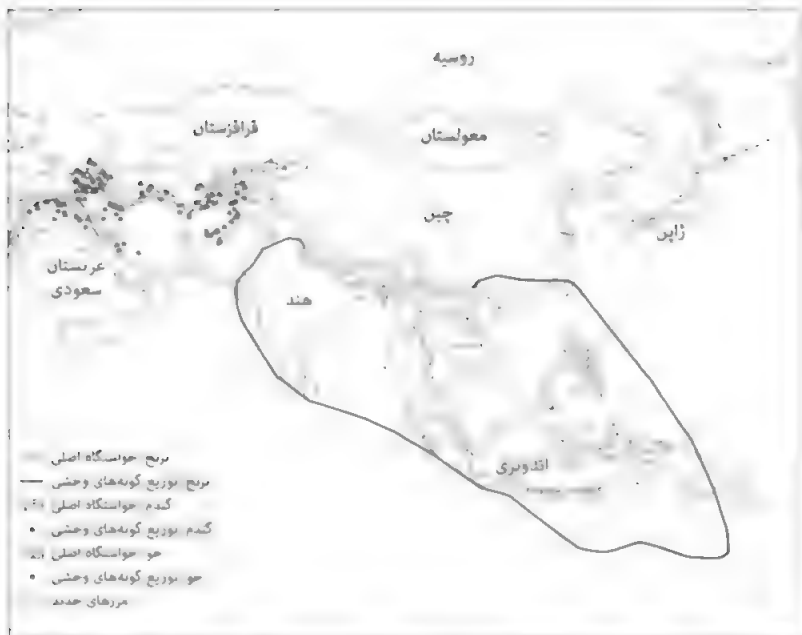 روسیه
قزاقزستان
مغولستان
چین
ژاپن
عربستان
سعودی
هند
اندونزی
برنج خواستگاه اصلی
برنج توزیع گونه‌های وحشی
گندم خواستگاه اصلی
گندم توزیع گونه‌های وحشی
جو خواستگاه اصلی
جو توزیع گونه‌های وحشی
مرزهای جدید